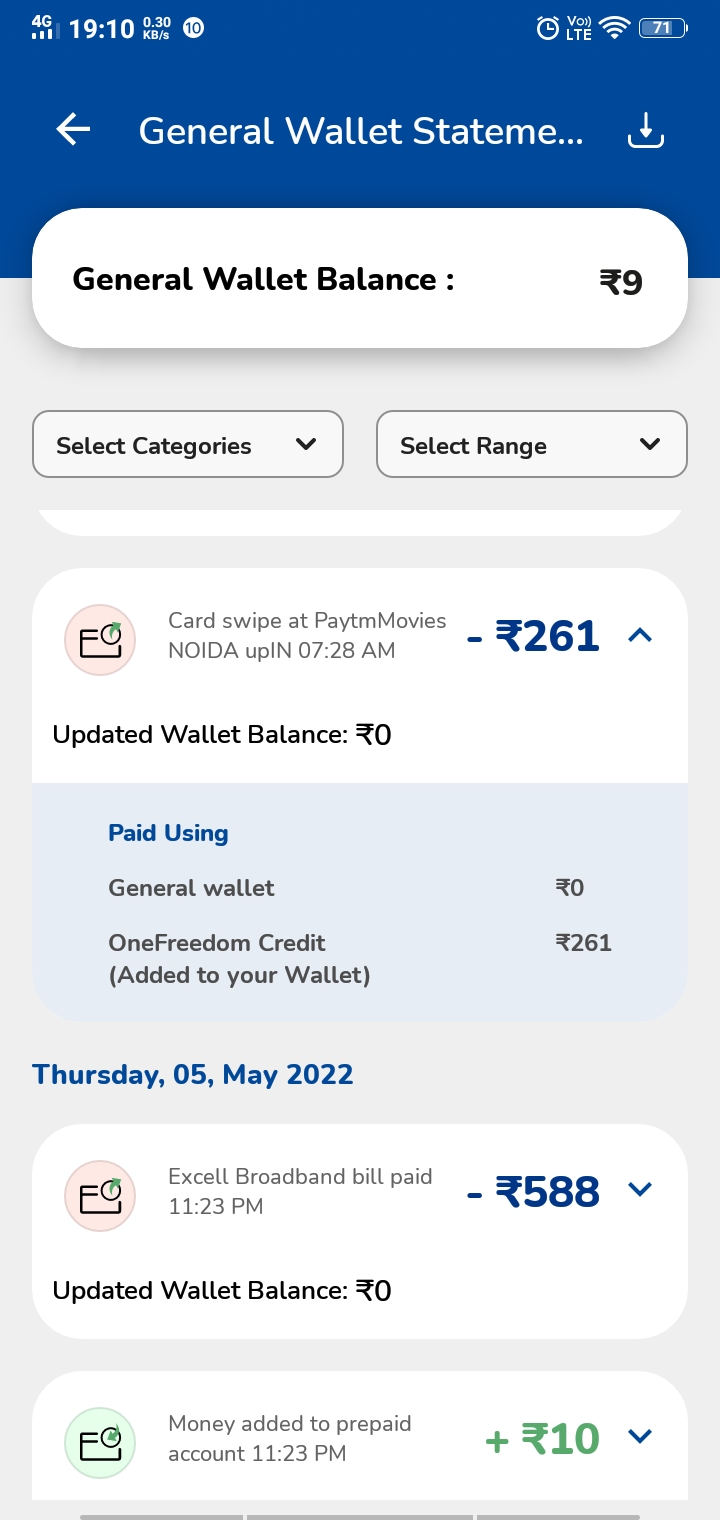 4G 19:10 0.30 KB/s 10 Vo)) LTE 71
General Wallet Stateme...
General Wallet Balance : ₹9
Select Categories Select Range
Card swipe at PaytmMovies
NOIDA upIN 07:28 AM
- ₹261
Updated Wallet Balance: ₹0
Paid Using
General wallet ₹0
OneFreedom Credit ₹261
(Added to your Wallet)
Thursday, 05, May 2022
Excell Broadband bill paid
11:23 PM
- ₹588
Updated Wallet Balance: ₹0
Money added to prepaid
account 11:23 PM
+ ₹10